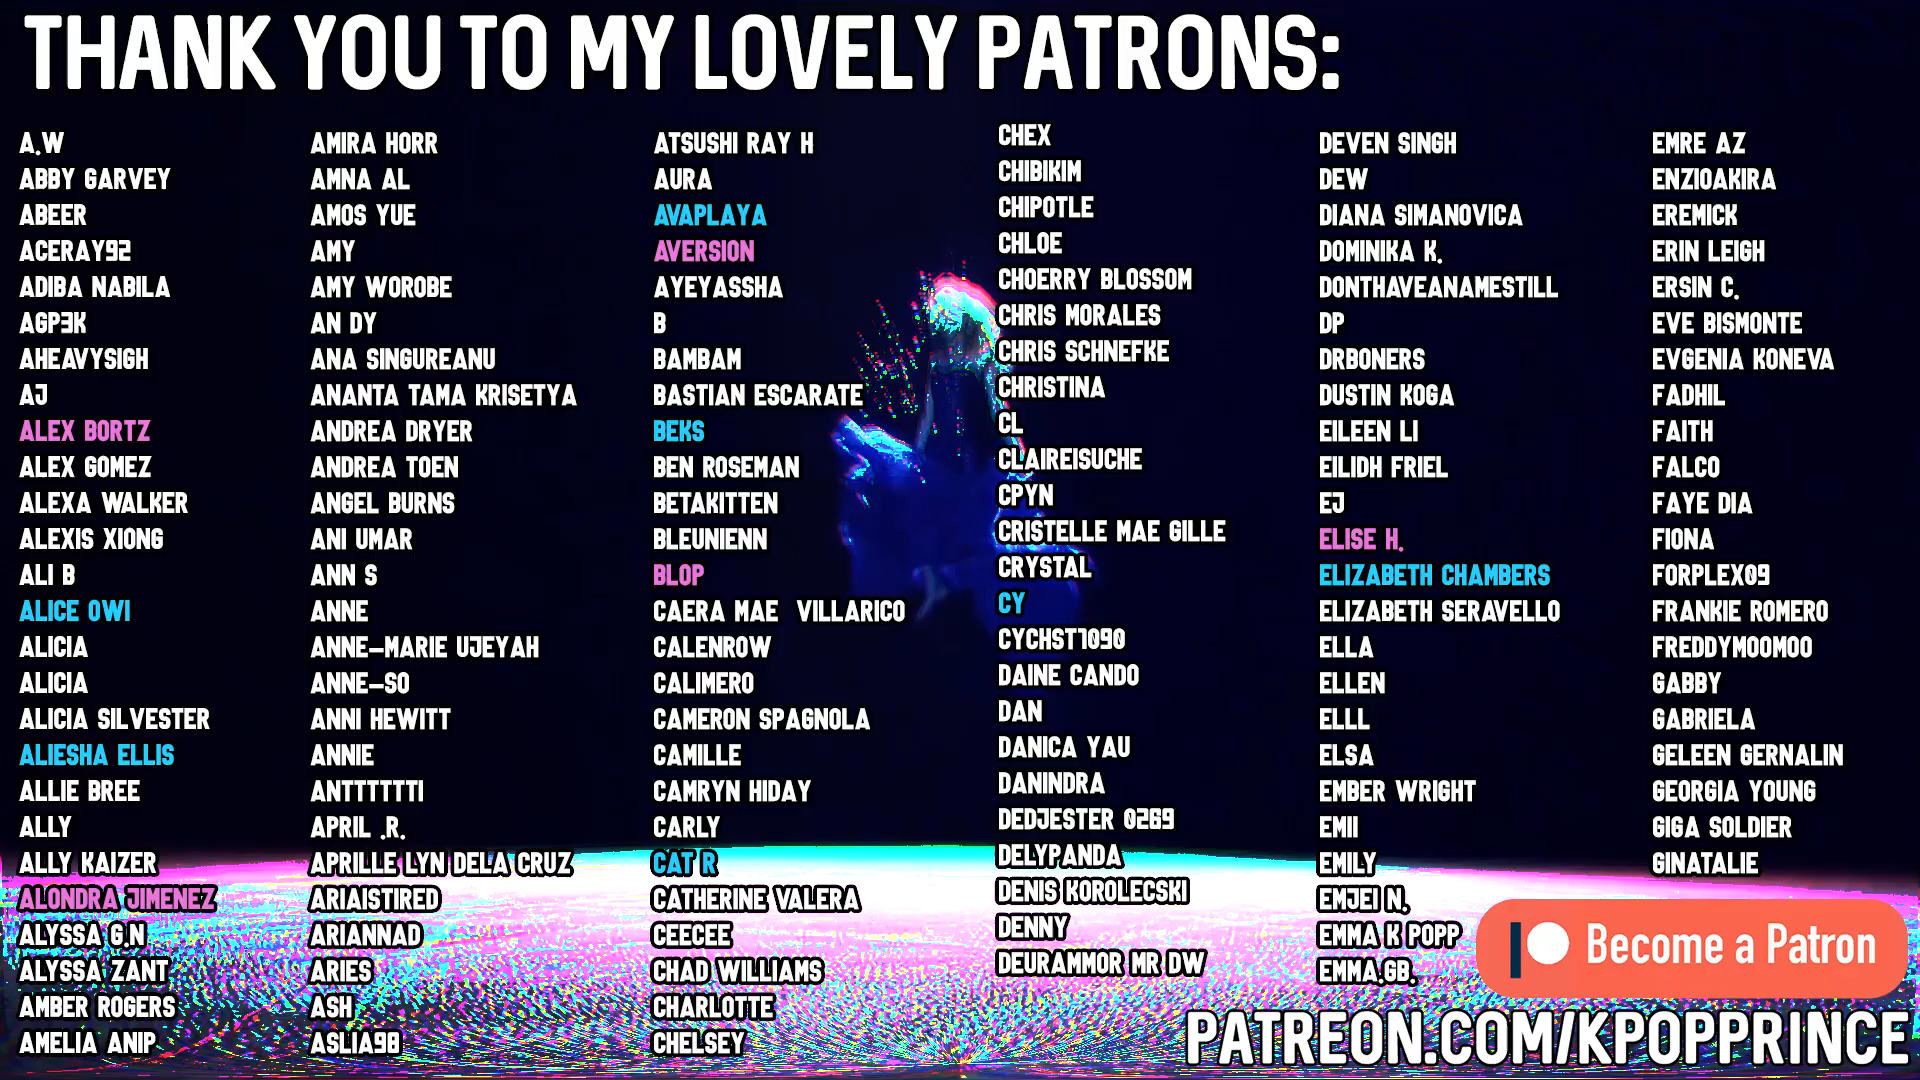 THANK YOU TO MY LOVELY PATRONS:
A.W
ABBY GARVEY
ABEER
ACERAY92
ADIBA NABILA
AGP3K
AHEAVYSIGH
AJ
ALEX BORTZ
ALEX GOMEZ
ALEXA WALKER
ALEXIS XIONG
ALI B
ALICE OWI
ALICIA
ALICIA
ALICIA SILVESTER
ALIESHA ELLIS
ALLIE BREE
ALLY
ALLY KAIZER
ALONDRA JIMENEZ
ALYSSA G.N
ALYSSA ZANT
AMBER ROGERS
AMELIA ANIP
AMIRA HORR
AMNA AL
AMOS YUE
AMY
AMY WOROBE
AN DY
ANA SINGUREANU
ANANTA TAMA KRISETYA
ANDREA DRYER
ANDREA TOEN
ANGEL BURNS
ANI UMAR
ANN S
ANNE
ANNE-MARIE UJEYAH
ANNE-SO
ANNI HEWITT
ANNIE
ANTTTTTTI
APRIL .R.
APRILLE LYN DELA CRUZ
ARIAISTIRED
ARIANNAD
ARIES
ASH
ASLIA98
ATSUSHI RAY H
AURA
AVAPLAYA
AVERSION
AYEYASSHA
B
BAMBAM
BASTIAN ESCARATE
BEKS
BEN ROSEMAN
BETAKITTEN
BLEUNIENN
BLOP
CAERA MAE  VILLARICO
CALENROW
CALIMERO
CAMERON SPAGNOLA
CAMILLE
CAMRYN HIDAY
CARLY
CAT R
CATHERINE VALERA
CEECEE
CHAD WILLIAMS
CHARLOTTE
CHELSEY
CHEX
CHIBIKIM
CHIPOTLE
CHLOE
CHOERRY BLOSSOM
CHRIS MORALES
CHRIS SCHNEFKE
CHRISTINA
CL
CLAIREISUCHE
CPYN
CRISTELLE MAE GILLE
CRYSTAL
CY
CYCHST1090
DAINE CANDO
DAN
DANICA YAU
DANINDRA
DEDJESTER 0269
DELYPANDA
DENIS KOROLECSKI
DENNY
DEURAMMOR MR DW
DEVEN SINGH
DEW
DIANA SIMANOVICA
DOMINIKA K.
DONTHAVEANAMESTILL
DP
DRBONERS
DUSTIN KOGA
EILEEN LI
EILIDH FRIEL
EJ
ELISE H.
ELIZABETH CHAMBERS
ELIZABETH SERAVELLO
ELLA
ELLEN
ELLL
ELSA
EMBER WRIGHT
EMII
EMILY
EMJEI N.
EMMA K POPP
EMMA.GB.
EMRE AZ
ENZIOAKIRA
EREMICK
ERIN LEIGH
ERSIN C.
EVE BISMONTE
EVGENIA KONEVA
FADHIL
FAITH
FALCO
FAYE DIA
FIONA
FORPLEX09
FRANKIE ROMERO
FREDDYMOOMOO
GABBY
GABRIELA
GELEEN GERNALIN
GEORGIA YOUNG
GIGA SOLDIER
GINATALIE
Become a Patron
PATREON.COM/KPOPPRINCE